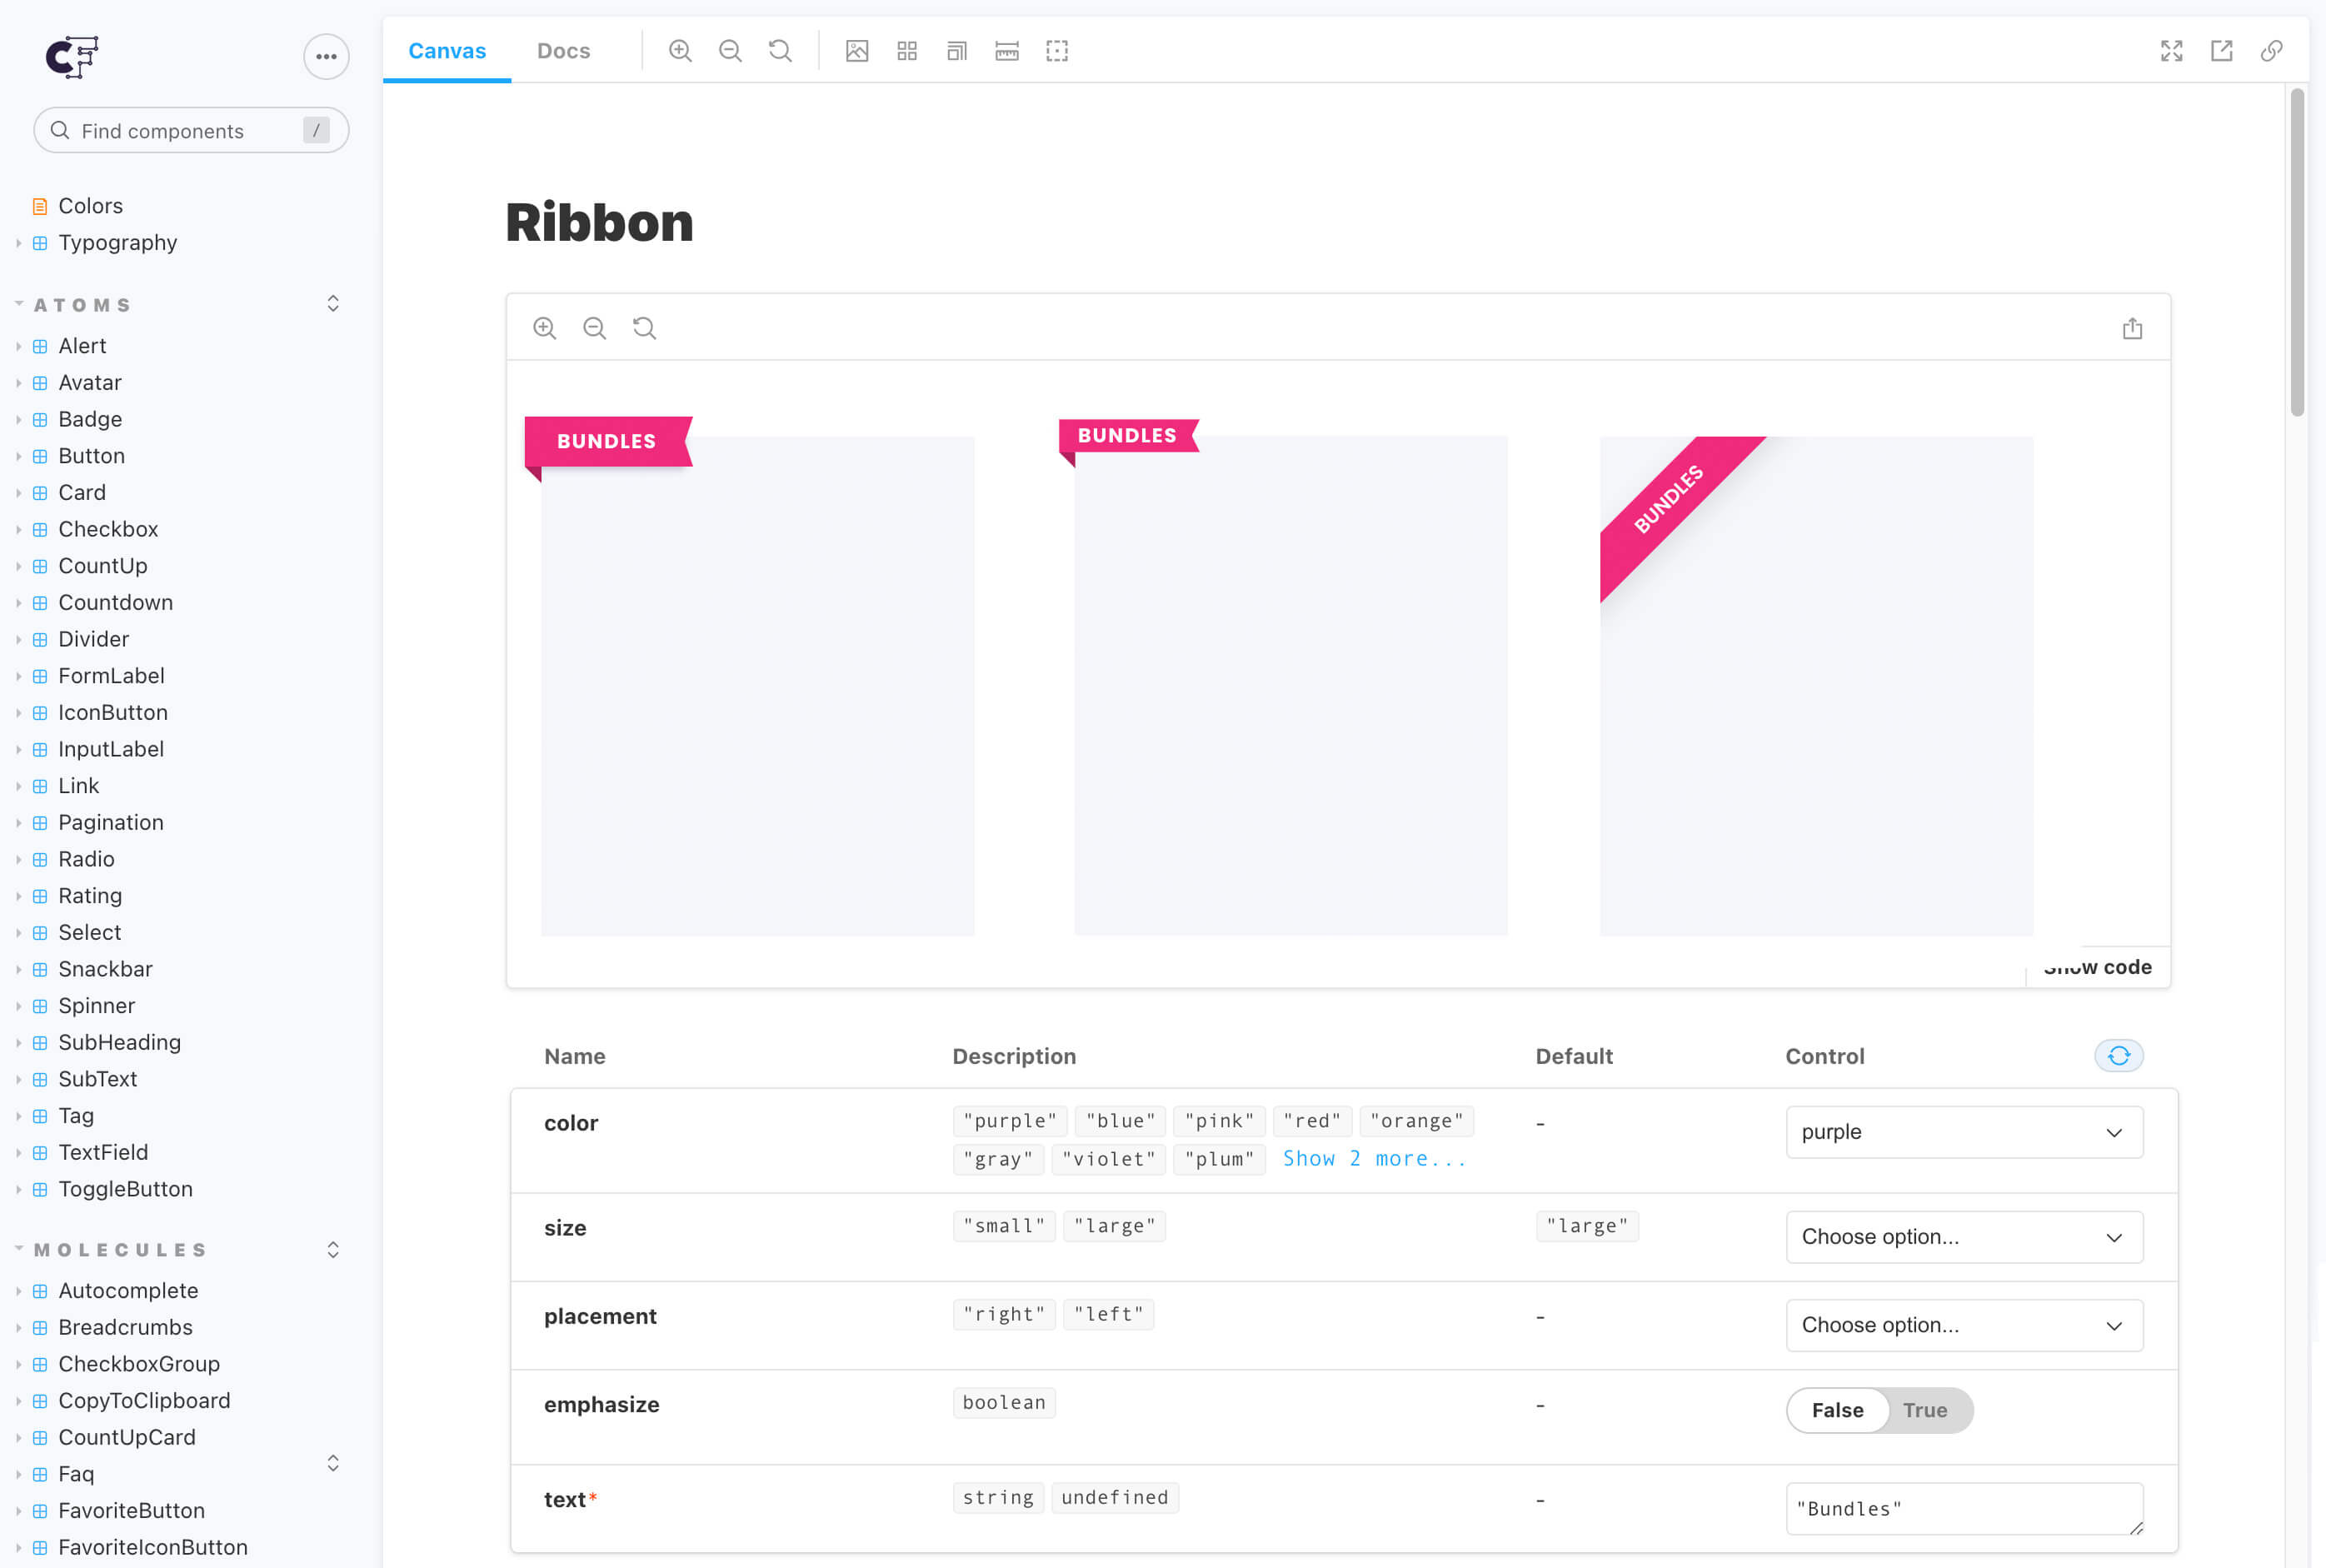 Canvas
Docs
Find components /
Colors
Typography
ATOMS
Alert
Avatar
Badge
Button
Card
Checkbox
CountUp
Countdown
Divider
FormLabel
IconButton
InputLabel
Link
Pagination
Radio
Rating
Select
Snackbar
Spinner
SubHeading
SubText
Tag
TextField
ToggleButton
MOLECULES
Autocomplete
Breadcrumbs
CheckboxGroup
CopyToClipboard
CountUpCard
Faq
FavoriteButton
FavoriteIconButton
Ribbon
BUNDLES
BUNDLES
BUNDLES
Show code
Name Description Default Control
color "purple" "blue" "pink" "red" "orange" - purple
"gray" "violet" "plum" Show 2 more...
size "small" "large" "large" Choose option...
placement "right" "left" - Choose option...
emphasize boolean - False True
text* string undefined - "Bundles"